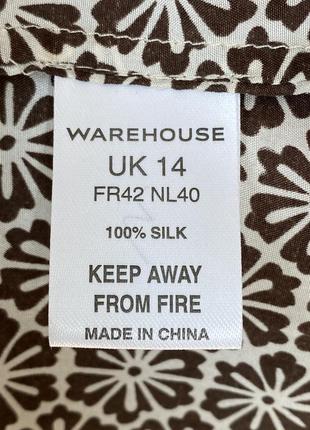 WAREHOUSE
UK 14
FR42 NL40
100% SILK
KEEP AWAY
FROM FIRE
MADE IN CHINA